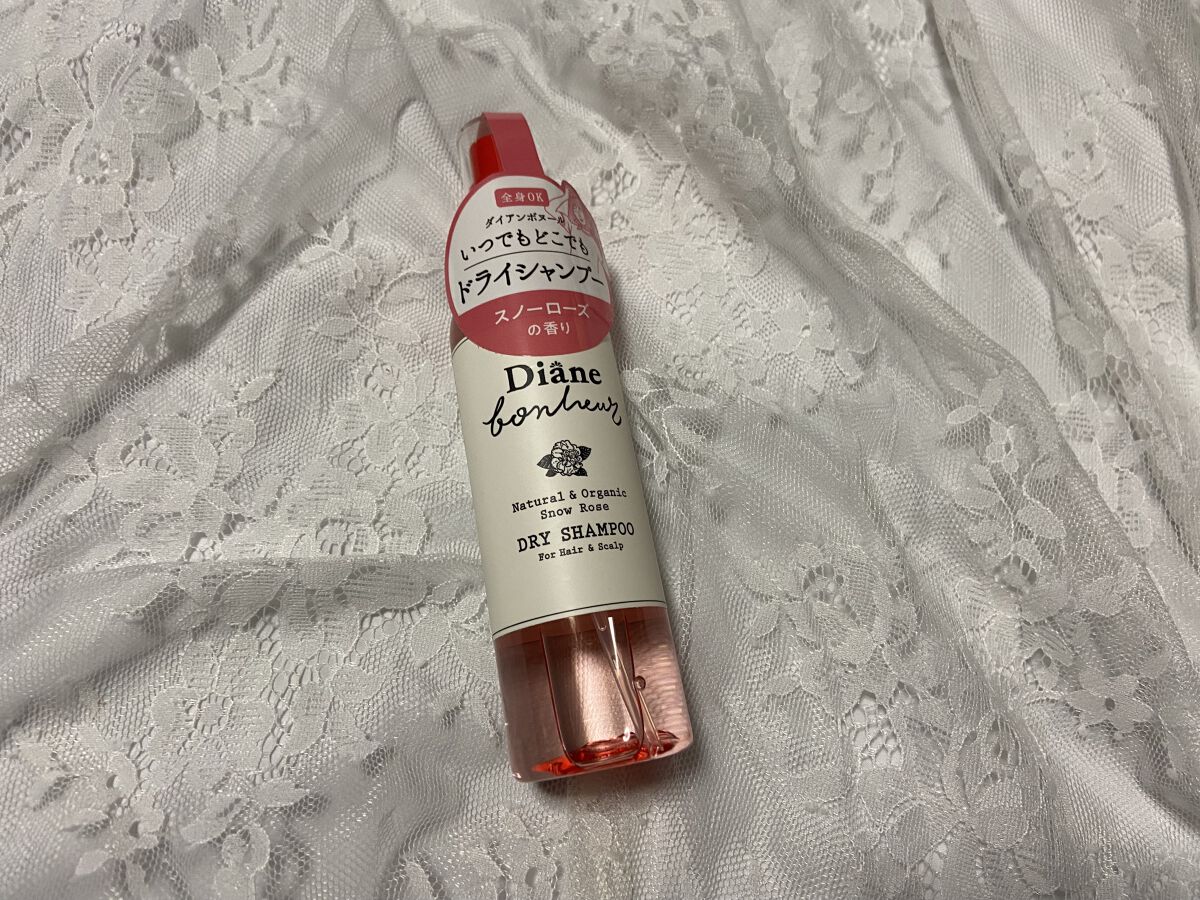 全身OK
ダイアンボヌール
いつでもどこでも
ドライシャンプー
スノーローズ
の香り
Diane
bonheur
Natural & Organic
Snow Rose
DRY SHAMPOO
For Hair & Scalp